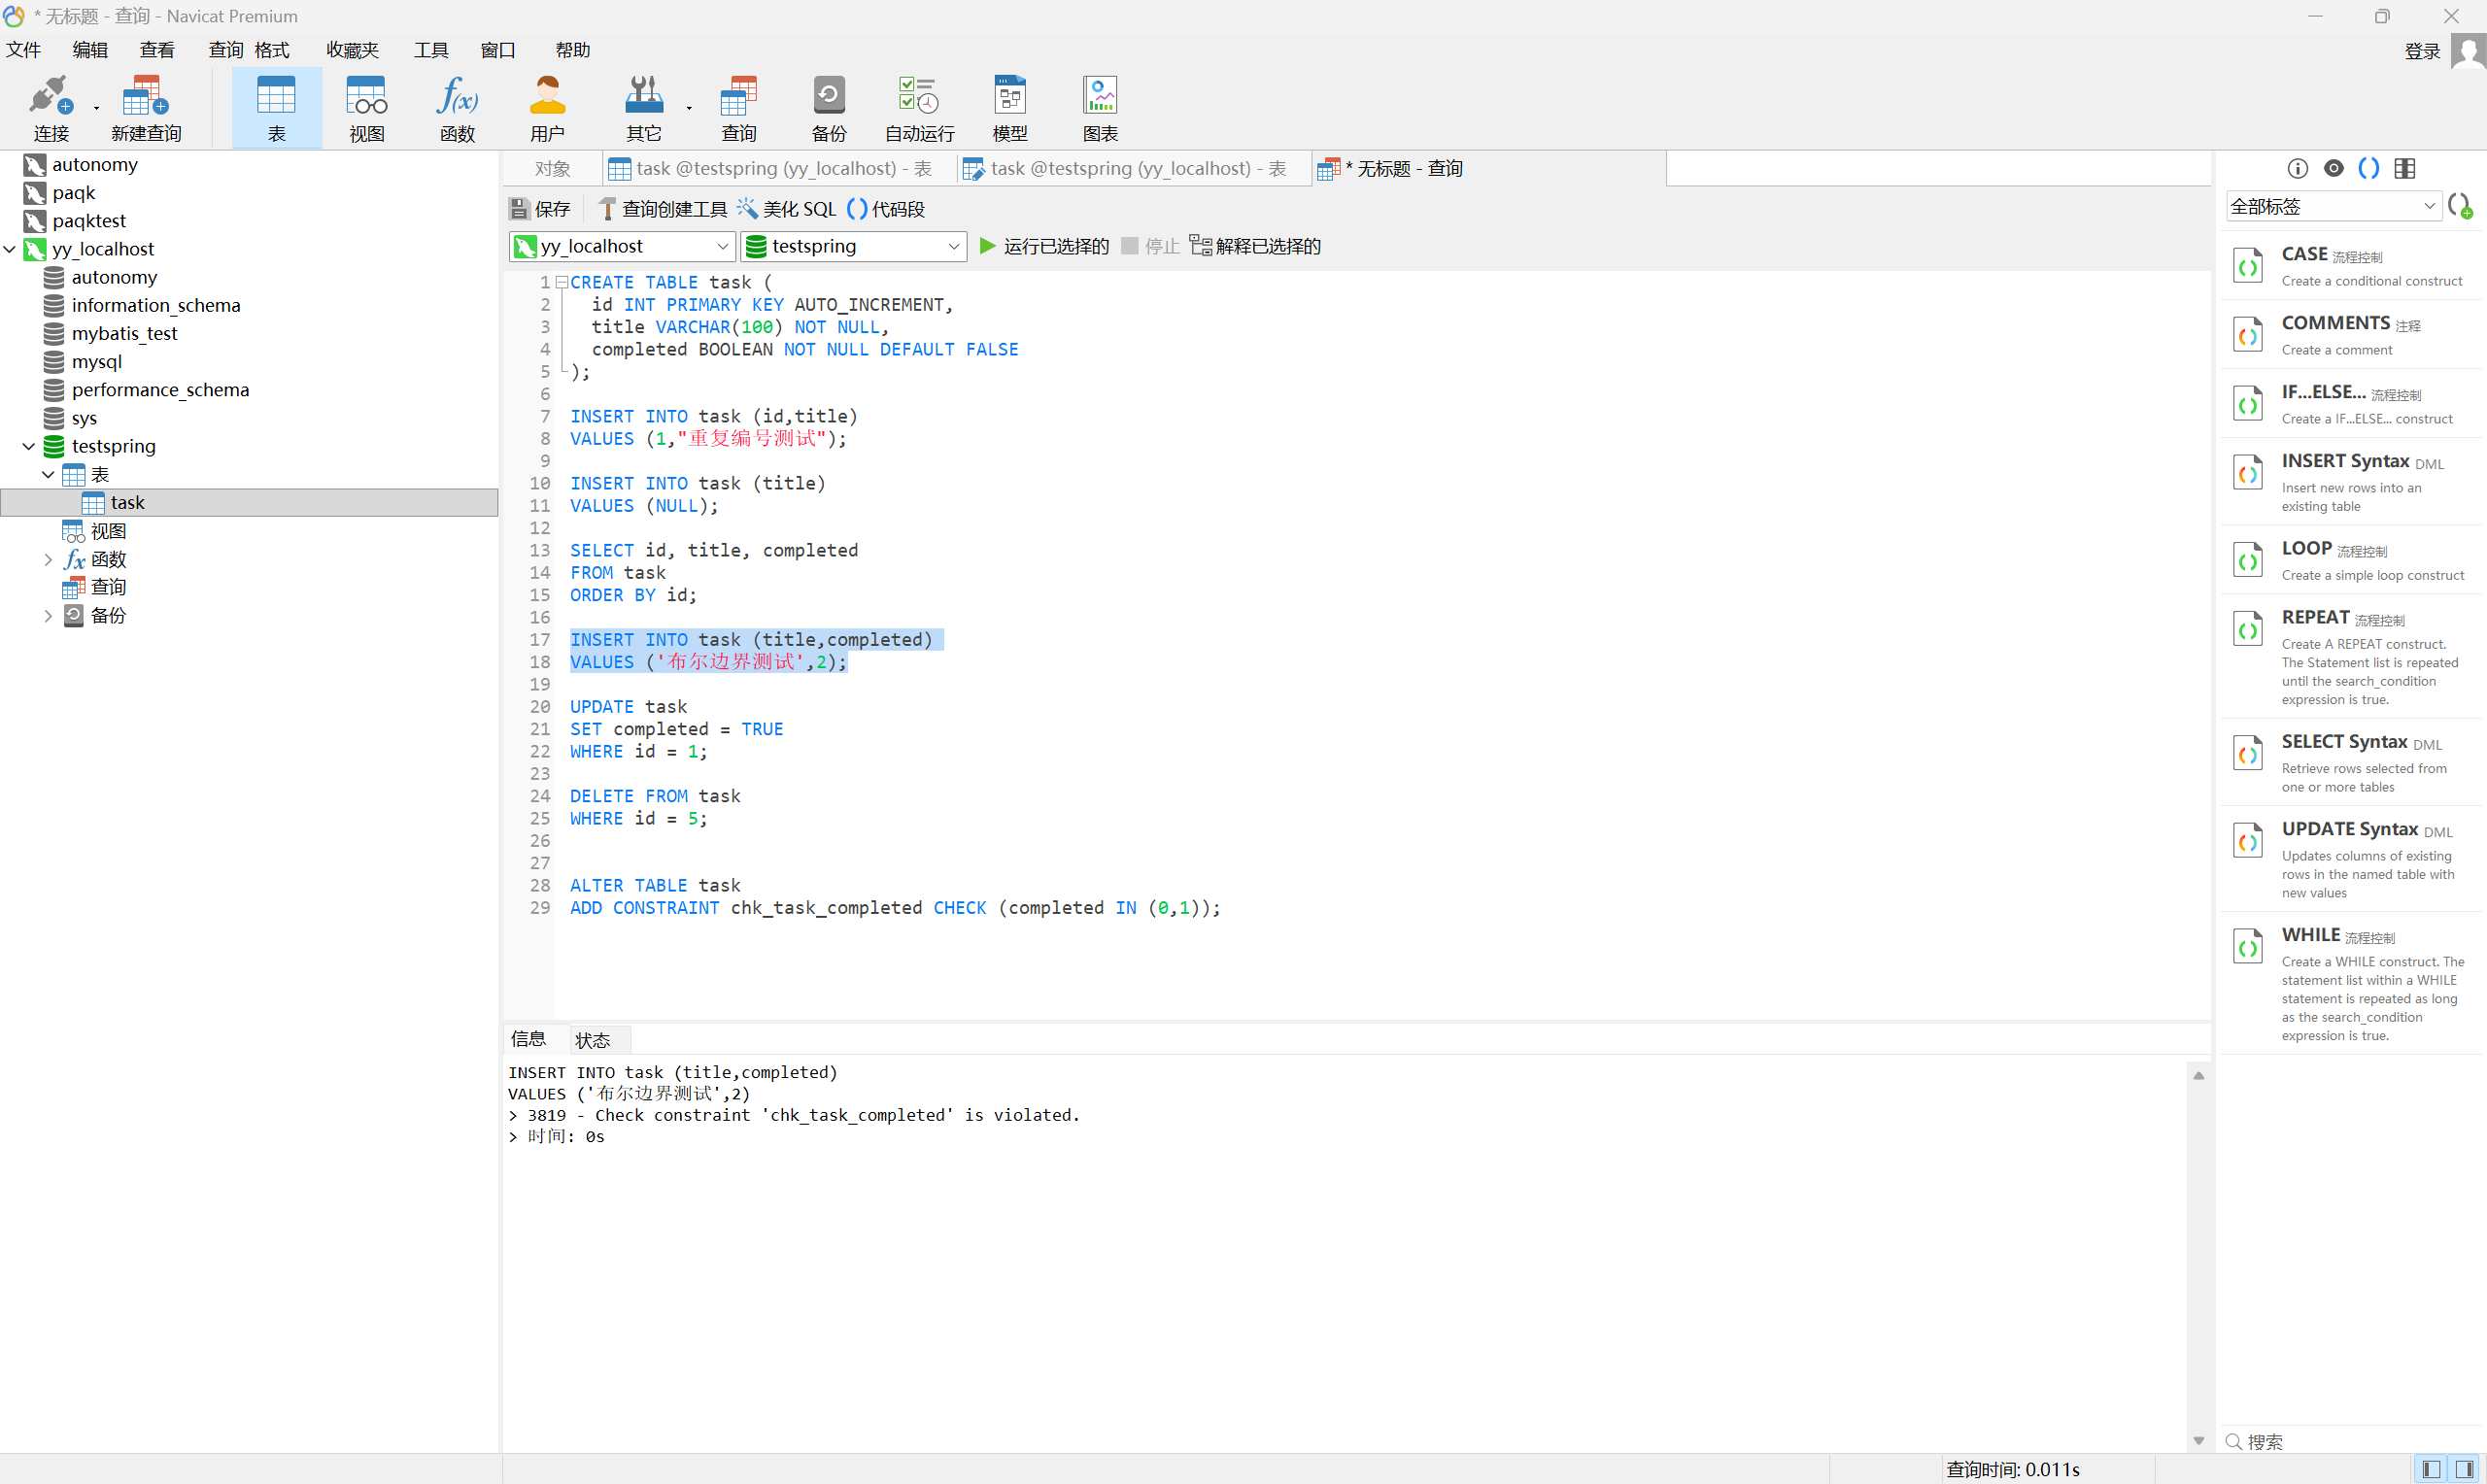 * 无标题 - 查询 - Navicat Premium
文件 编辑 查看 查询 格式 收藏夹 工具 窗口 帮助 登录
连接 新建查询 表 视图 函数 用户 其它 查询 备份 自动运行 模型 图表
autonomy
paqk
paqktest
yy_localhost
autonomy
information_schema
mybatis_test
mysql
performance_schema
sys
testspring
表
task
视图
函数
查询
备份
对象 task @testspring (yy_localhost) - 表 task @testspring (yy_localhost) - 表 * 无标题 - 查询
保存 查询创建工具 美化 SQL 代码段
yy_localhost testspring 运行已选择的 停止 解释已选择的
1 CREATE TABLE task (
2 id INT PRIMARY KEY AUTO_INCREMENT,
3 title VARCHAR(100) NOT NULL,
4 completed BOOLEAN NOT NULL DEFAULT FALSE
5 );
6
7 INSERT INTO task (id,title)
8 VALUES (1,"重复编号测试");
9
10 INSERT INTO task (title)
11 VALUES (NULL);
12
13 SELECT id, title, completed
14 FROM task
15 ORDER BY id;
16
17 INSERT INTO task (title,completed)
18 VALUES ('布尔边界测试',2);
19
20 UPDATE task
21 SET completed = TRUE
22 WHERE id = 1;
23
24 DELETE FROM task
25 WHERE id = 5;
26
27
28 ALTER TABLE task
29 ADD CONSTRAINT chk_task_completed CHECK (completed IN (0,1));
信息 状态
INSERT INTO task (title,completed)
VALUES ('布尔边界测试',2)
> 3819 - Check constraint 'chk_task_completed' is violated.
> 时间: 0s
全部标签
CASE 流程控制
Create a conditional construct
COMMENTS 注释
Create a comment
IF...ELSE... 流程控制
Create a IF...ELSE... construct
INSERT Syntax DML
Insert new rows into an
existing table
LOOP 流程控制
Create a simple loop construct
REPEAT 流程控制
Create A REPEAT construct.
The Statement list is repeated
until the search_condition
expression is true.
SELECT Syntax DML
Retrieve rows selected from
one or more tables
UPDATE Syntax DML
Updates columns of existing
rows in the named table with
new values
WHILE 流程控制
Create a WHILE construct. The
statement list within a WHILE
statement is repeated as long
as the search_condition
expression is true.
搜索
查询时间: 0.011s